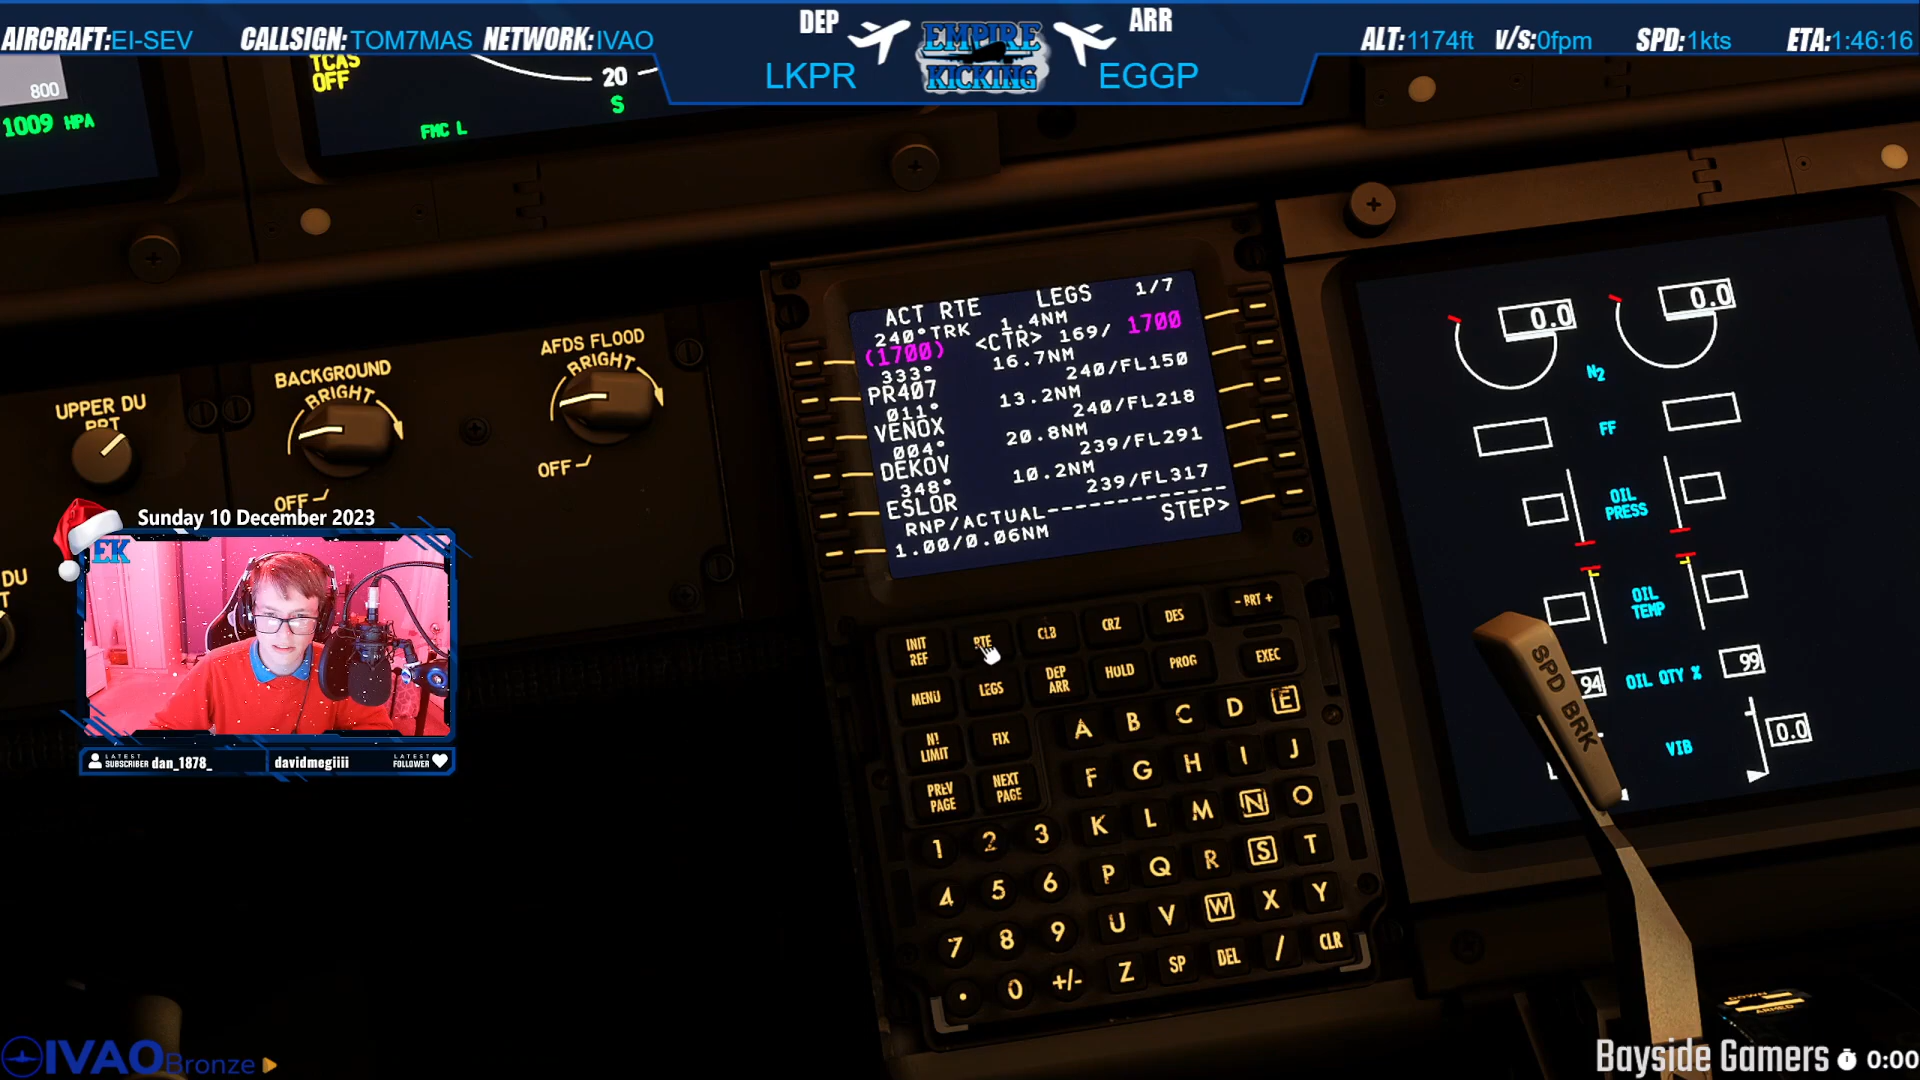 AIRCRAFT:EI-SEV CALLSIGN:TOM7MAS NETWORK:IVAO
DEP
LKPR
EMPIRE
KICKING
ARR
EGGP
ALT:1174ft V/S:0fpm SPD:1kts ETA:1:46:16
TCAS
OFF
800
1009 HPA
20
S
FMC L
UPPER DU
BACKGROUND
BRIGHT
OFF
AFDS FLOOD
BRIGHT
OFF
DU
ACT RTE LEGS 1/7
240°TRK 1.4NM
(1700) <CTR> 169/ 1700
333° 16.7NM
PR407 240/FL150
011° 13.2NM
VENOX 240/FL218
004° 20.8NM
DEKOV 239/FL291
348° 10.2NM
ESLOR 239/FL317
RNP/ACTUAL-------------
1.00/0.06NM STEP>
INIT REF
RTE
CLB
CRZ
DES
- BRT +
MENU
LEGS
DEP ARR
HOLD
PROG
EXEC
N1 LIMIT
FIX
PREV PAGE
NEXT PAGE
A B C D E
F G H I J
K L M N O
P Q R S T
U V W X Y
Z SP DEL / CLR
1 2 3
4 5 6
7 8 9
. 0 +/-
0.0 0.0
N2
FF
OIL
PRESS
OIL
TEMP
94 OIL QTY % 99
VIB
0.0
SPD BRK
DOWN
ARMED
Sunday 10 December 2023
EK
LATEST SUBSCRIBER dan_1878_
davidmegiiii LATEST FOLLOWER
IVAO Bronze
Bayside Gamers 0:00